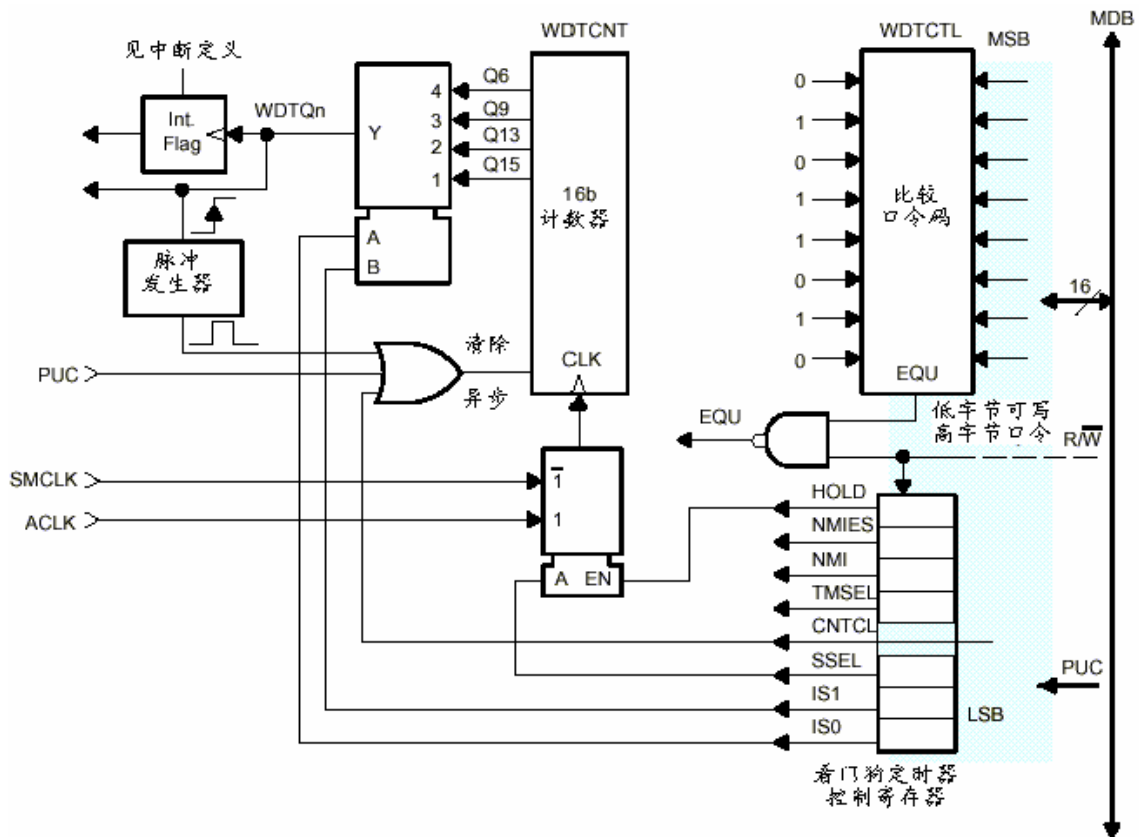 见中断定义
Int.
Flag
WDTQn
脉冲
发生器
PUC
SMCLK
ACLK
Y
4
3
2
1
A
B
Q6
Q9
Q13
Q15
WDTCNT
16b
计数器
CLK
清除
异步
1
1
A EN
WDTCTL
MSB
MDB
0
1
0
1
1
0
1
0
比较
口令码
EQU
16
EQU
低字节可写
高字节口令
R/W
HOLD
NMIES
NMI
TMSEL
CNTCL
SSEL
IS1
IS0
PUC
LSB
看门狗定时器
控制寄存器